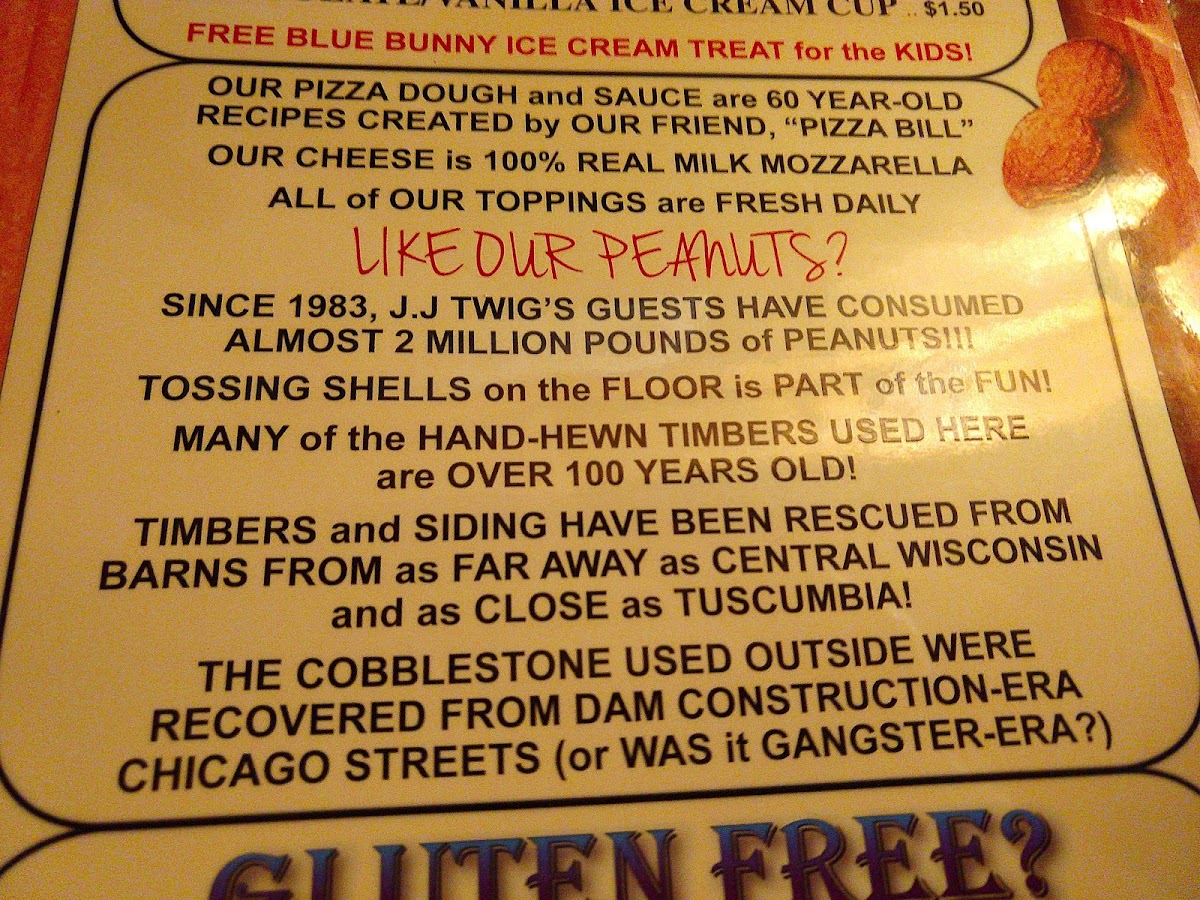 VANILLA ICE CREAM CUP .. $1.50
FREE BLUE BUNNY ICE CREAM TREAT for the KIDS!
OUR PIZZA DOUGH and SAUCE are 60 YEAR-OLD
RECIPES CREATED by OUR FRIEND, “PIZZA BILL”
OUR CHEESE is 100% REAL MILK MOZZARELLA
ALL of OUR TOPPINGS are FRESH DAILY
LIKE OUR PEANUTS?
SINCE 1983, J.J TWIG'S GUESTS HAVE CONSUMED
ALMOST 2 MILLION POUNDS of PEANUTS!!!
TOSSING SHELLS on the FLOOR is PART of the FUN!
MANY of the HAND-HEWN TIMBERS USED HERE
are OVER 100 YEARS OLD!
TIMBERS and SIDING HAVE BEEN RESCUED FROM
BARNS FROM as FAR AWAY as CENTRAL WISCONSIN
and as CLOSE as TUSCUMBIA!
THE COBBLESTONE USED OUTSIDE WERE
RECOVERED FROM DAM CONSTRUCTION-ERA
CHICAGO STREETS (or WAS it GANGSTER-ERA?)
GLUTEN FREE?